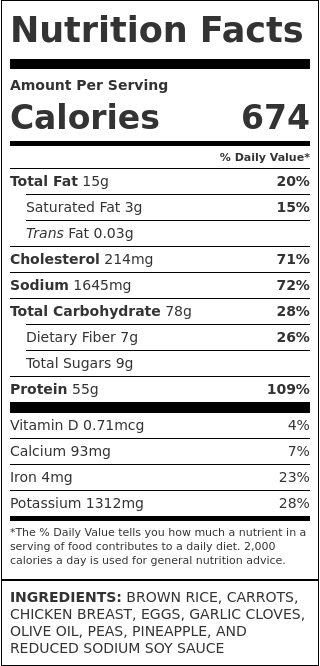 Nutrition Facts
Amount Per Serving
Calories 674
% Daily Value*
Total Fat 15g 20%
Saturated Fat 3g 15%
Trans Fat 0.03g
Cholesterol 214mg 71%
Sodium 1645mg 72%
Total Carbohydrate 78g 28%
Dietary Fiber 7g 26%
Total Sugars 9g
Protein 55g 109%
Vitamin D 0.71mcg 4%
Calcium 93mg 7%
Iron 4mg 23%
Potassium 1312mg 28%
*The % Daily Value tells you how much a nutrient in a
serving of food contributes to a daily diet. 2,000
calories a day is used for general nutrition advice.
INGREDIENTS: BROWN RICE, CARROTS,
CHICKEN BREAST, EGGS, GARLIC CLOVES,
OLIVE OIL, PEAS, PINEAPPLE, AND
REDUCED SODIUM SOY SAUCE